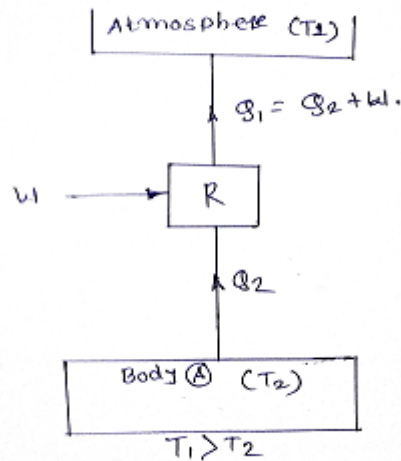 Atmosphere (T1)
Q1 = Q2 + W.
W
R
Q2
Body Ⓐ (T2)
T1 > T2